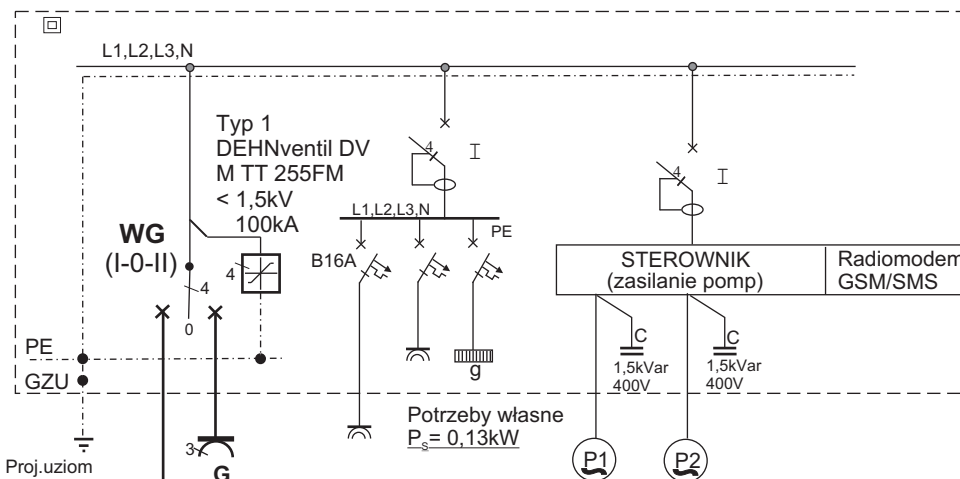 L1,L2,L3,N
Typ 1
DEHNventil DV
M TT 255FM
< 1,5kV
100kA
4
I
4
I
L1,L2,L3,N
PE
WG
(I-0-II)
4
4
0
B16A
STEROWNIK
(zasilanie pomp)
Radiomodem
GSM/SMS
PE
GZU
g
C
1,5kVar
400V
C
1,5kVar
400V
Potrzeby własne
Ps= 0,13kW
3
G
P1
P2
Proj.uziom